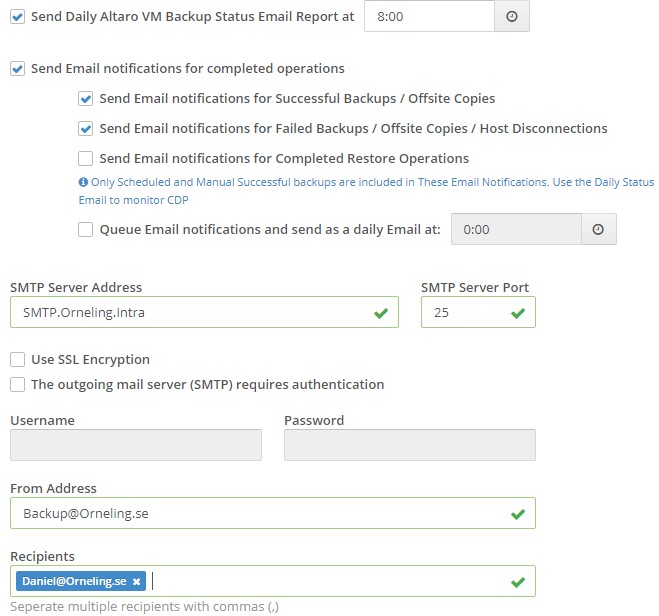 Send Daily Altaro VM Backup Status Email Report at 8:00
Send Email notifications for completed operations
Send Email notifications for Successful Backups / Offsite Copies
Send Email notifications for Failed Backups / Offsite Copies / Host Disconnections
Send Email notifications for Completed Restore Operations
Only Scheduled and Manual Successful backups are included in These Email Notifications. Use the Daily Status
Email to monitor CDP
Queue Email notifications and send as a daily Email at: 0:00
SMTP Server Address SMTP Server Port
SMTP.Orneling.Intra 25
Use SSL Encryption
The outgoing mail server (SMTP) requires authentication
Username Password
From Address
Backup@Orneling.se
Recipients
Daniel@Orneling.se
Seperate multiple recipients with commas (,)